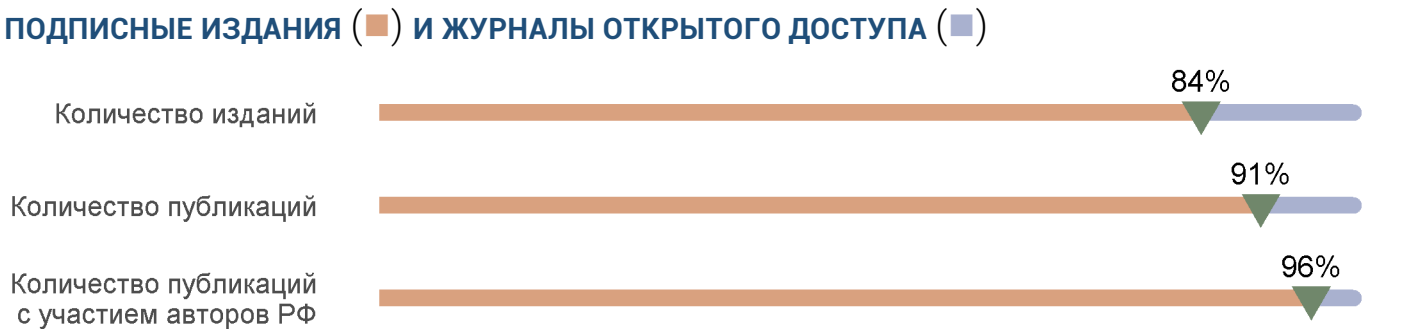 ПОДПИСНЫЕ ИЗДАНИЯ (■) И ЖУРНАЛЫ ОТКРЫТОГО ДОСТУПА (■)
84%
Количество изданий
91%
Количество публикаций
96%
Количество публикаций
с участием авторов РФ